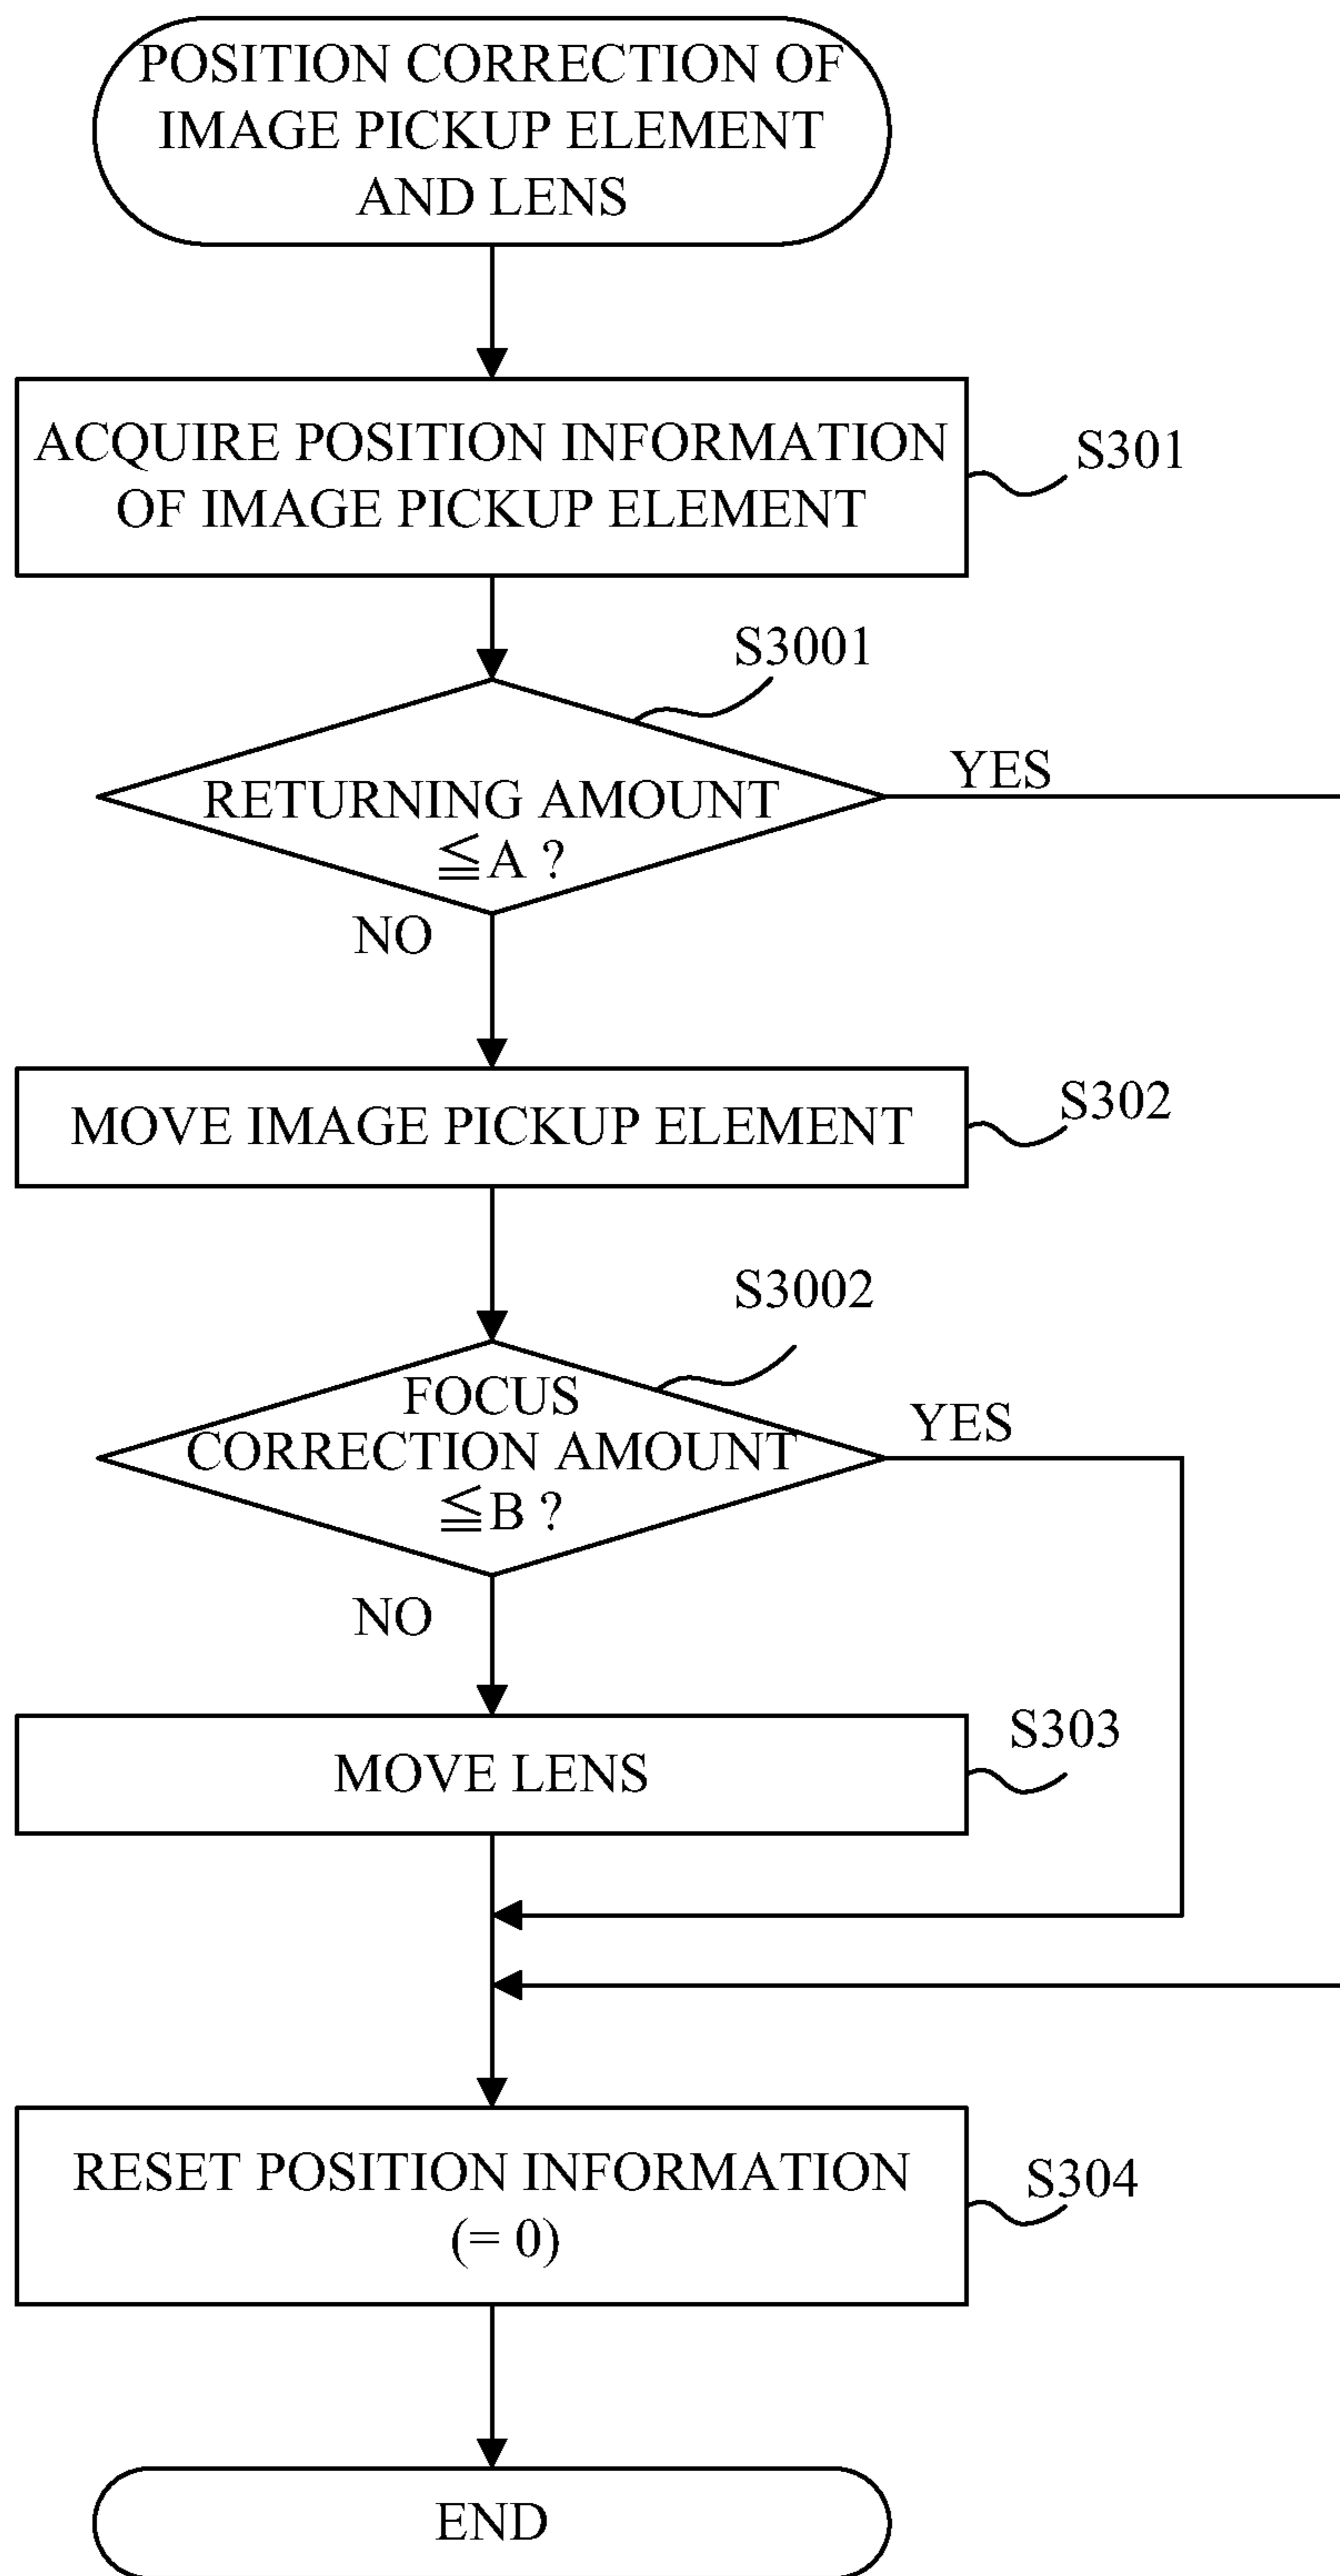 POSITION CORRECTION OF
IMAGE PICKUP ELEMENT
AND LENS
ACQUIRE POSITION INFORMATION
OF IMAGE PICKUP ELEMENT
S301
S3001
RETURNING AMOUNT
≦A ?
YES
NO
MOVE IMAGE PICKUP ELEMENT
S302
S3002
FOCUS
CORRECTION AMOUNT
≦B ?
YES
NO
MOVE LENS
S303
RESET POSITION INFORMATION
(= 0)
S304
END